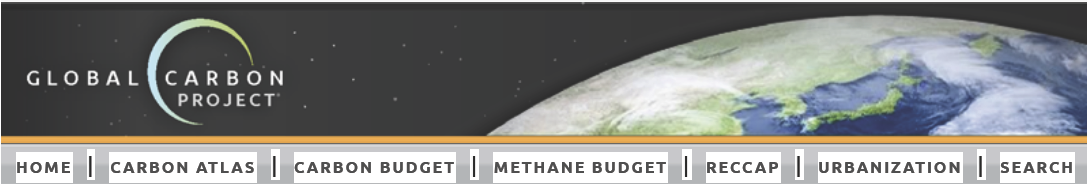 GLOBAL CARBON
PROJECT
HOME | CARBON ATLAS | CARBON BUDGET | METHANE BUDGET | RECCAP | URBANIZATION | SEARCH